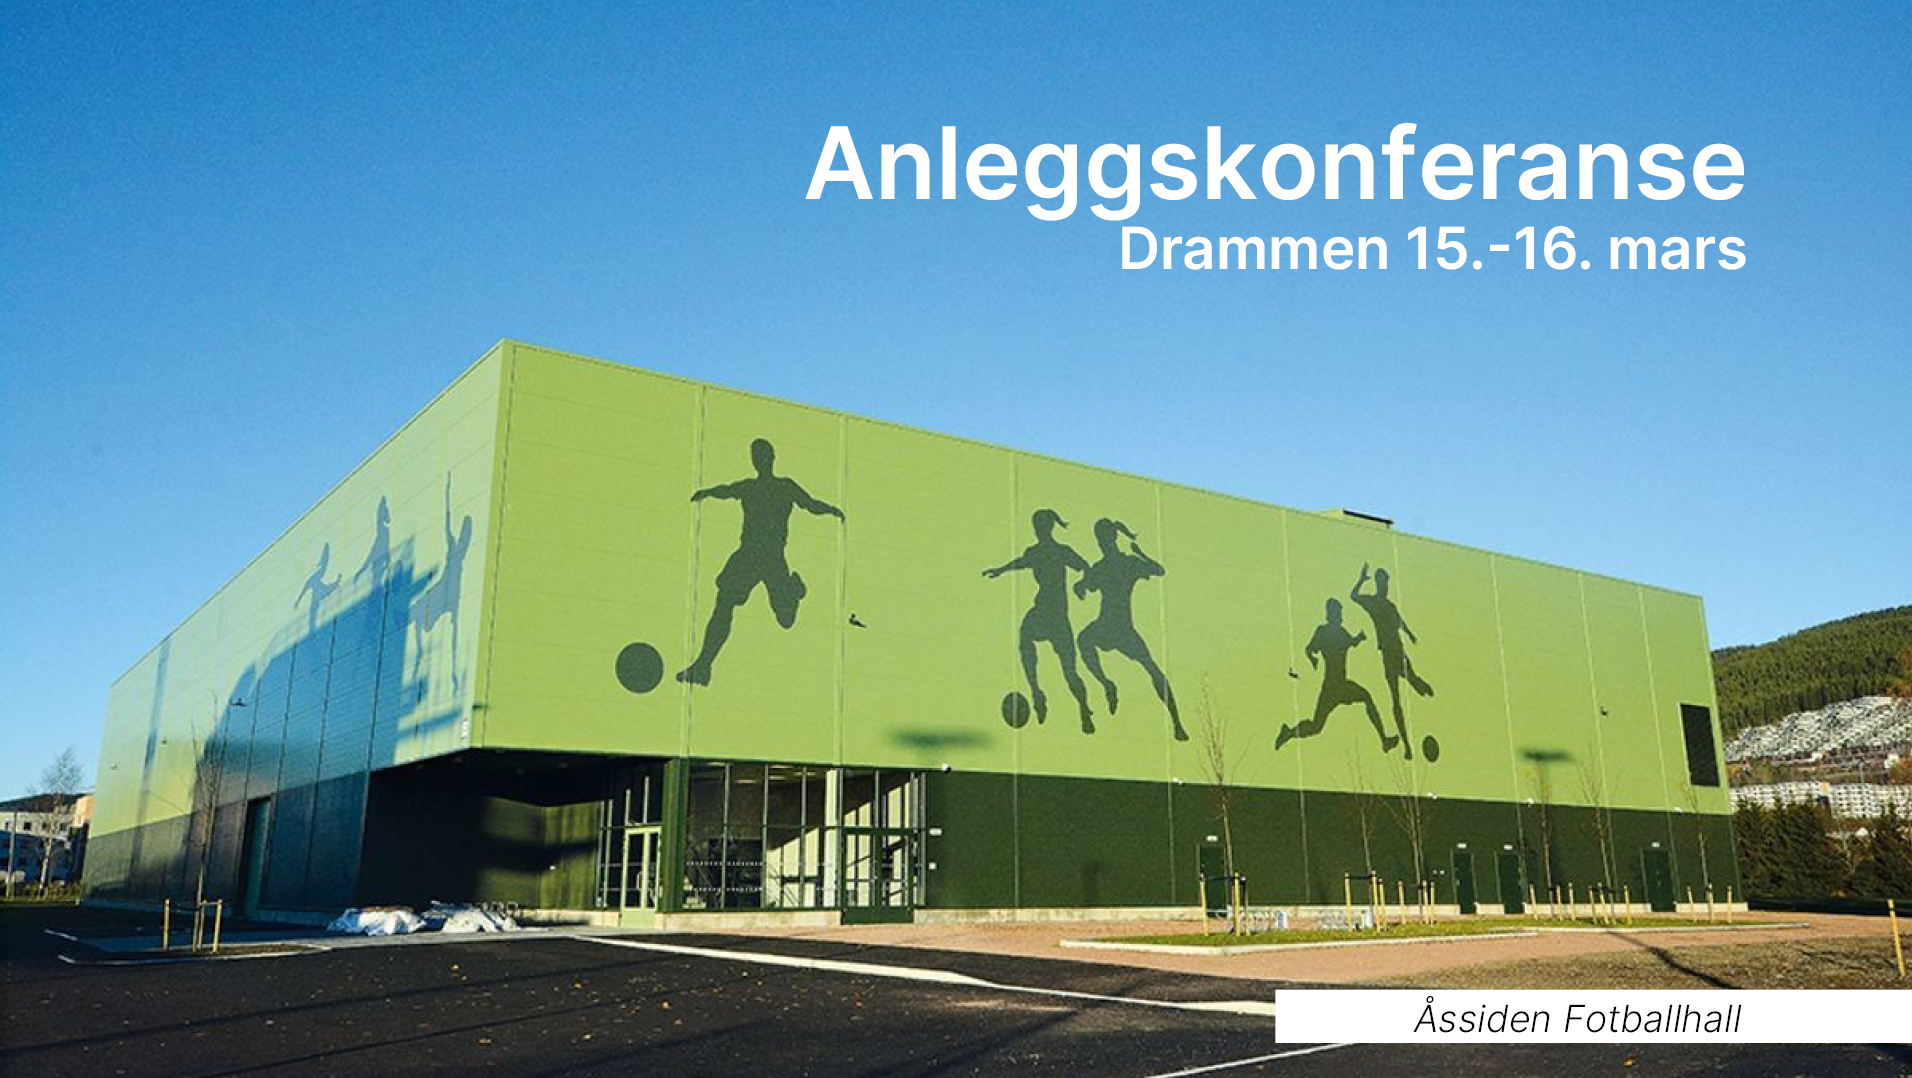 Anleggskonferanse
Drammen 15.-16. mars
Åssiden Fotballhall